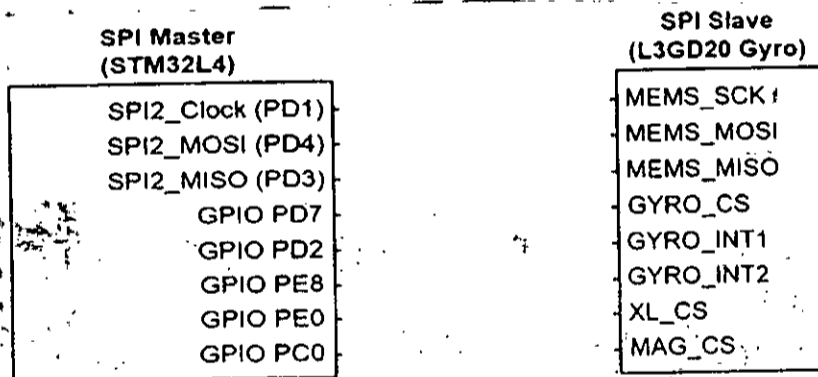 SPI Master
(STM32L4)
SPI2_Clock (PD1)
SPI2_MOSI (PD4)
SPI2_MISO (PD3)
GPIO PD7
GPIO PD2
GPIO PE8
GPIO PE0
GPIO PC0
SPI Slave
(L3GD20 Gyro)
MEMS_SCK
MEMS_MOSI
MEMS_MISO
GYRO_CS
GYRO_INT1
GYRO_INT2
XL_CS
MAG_CS